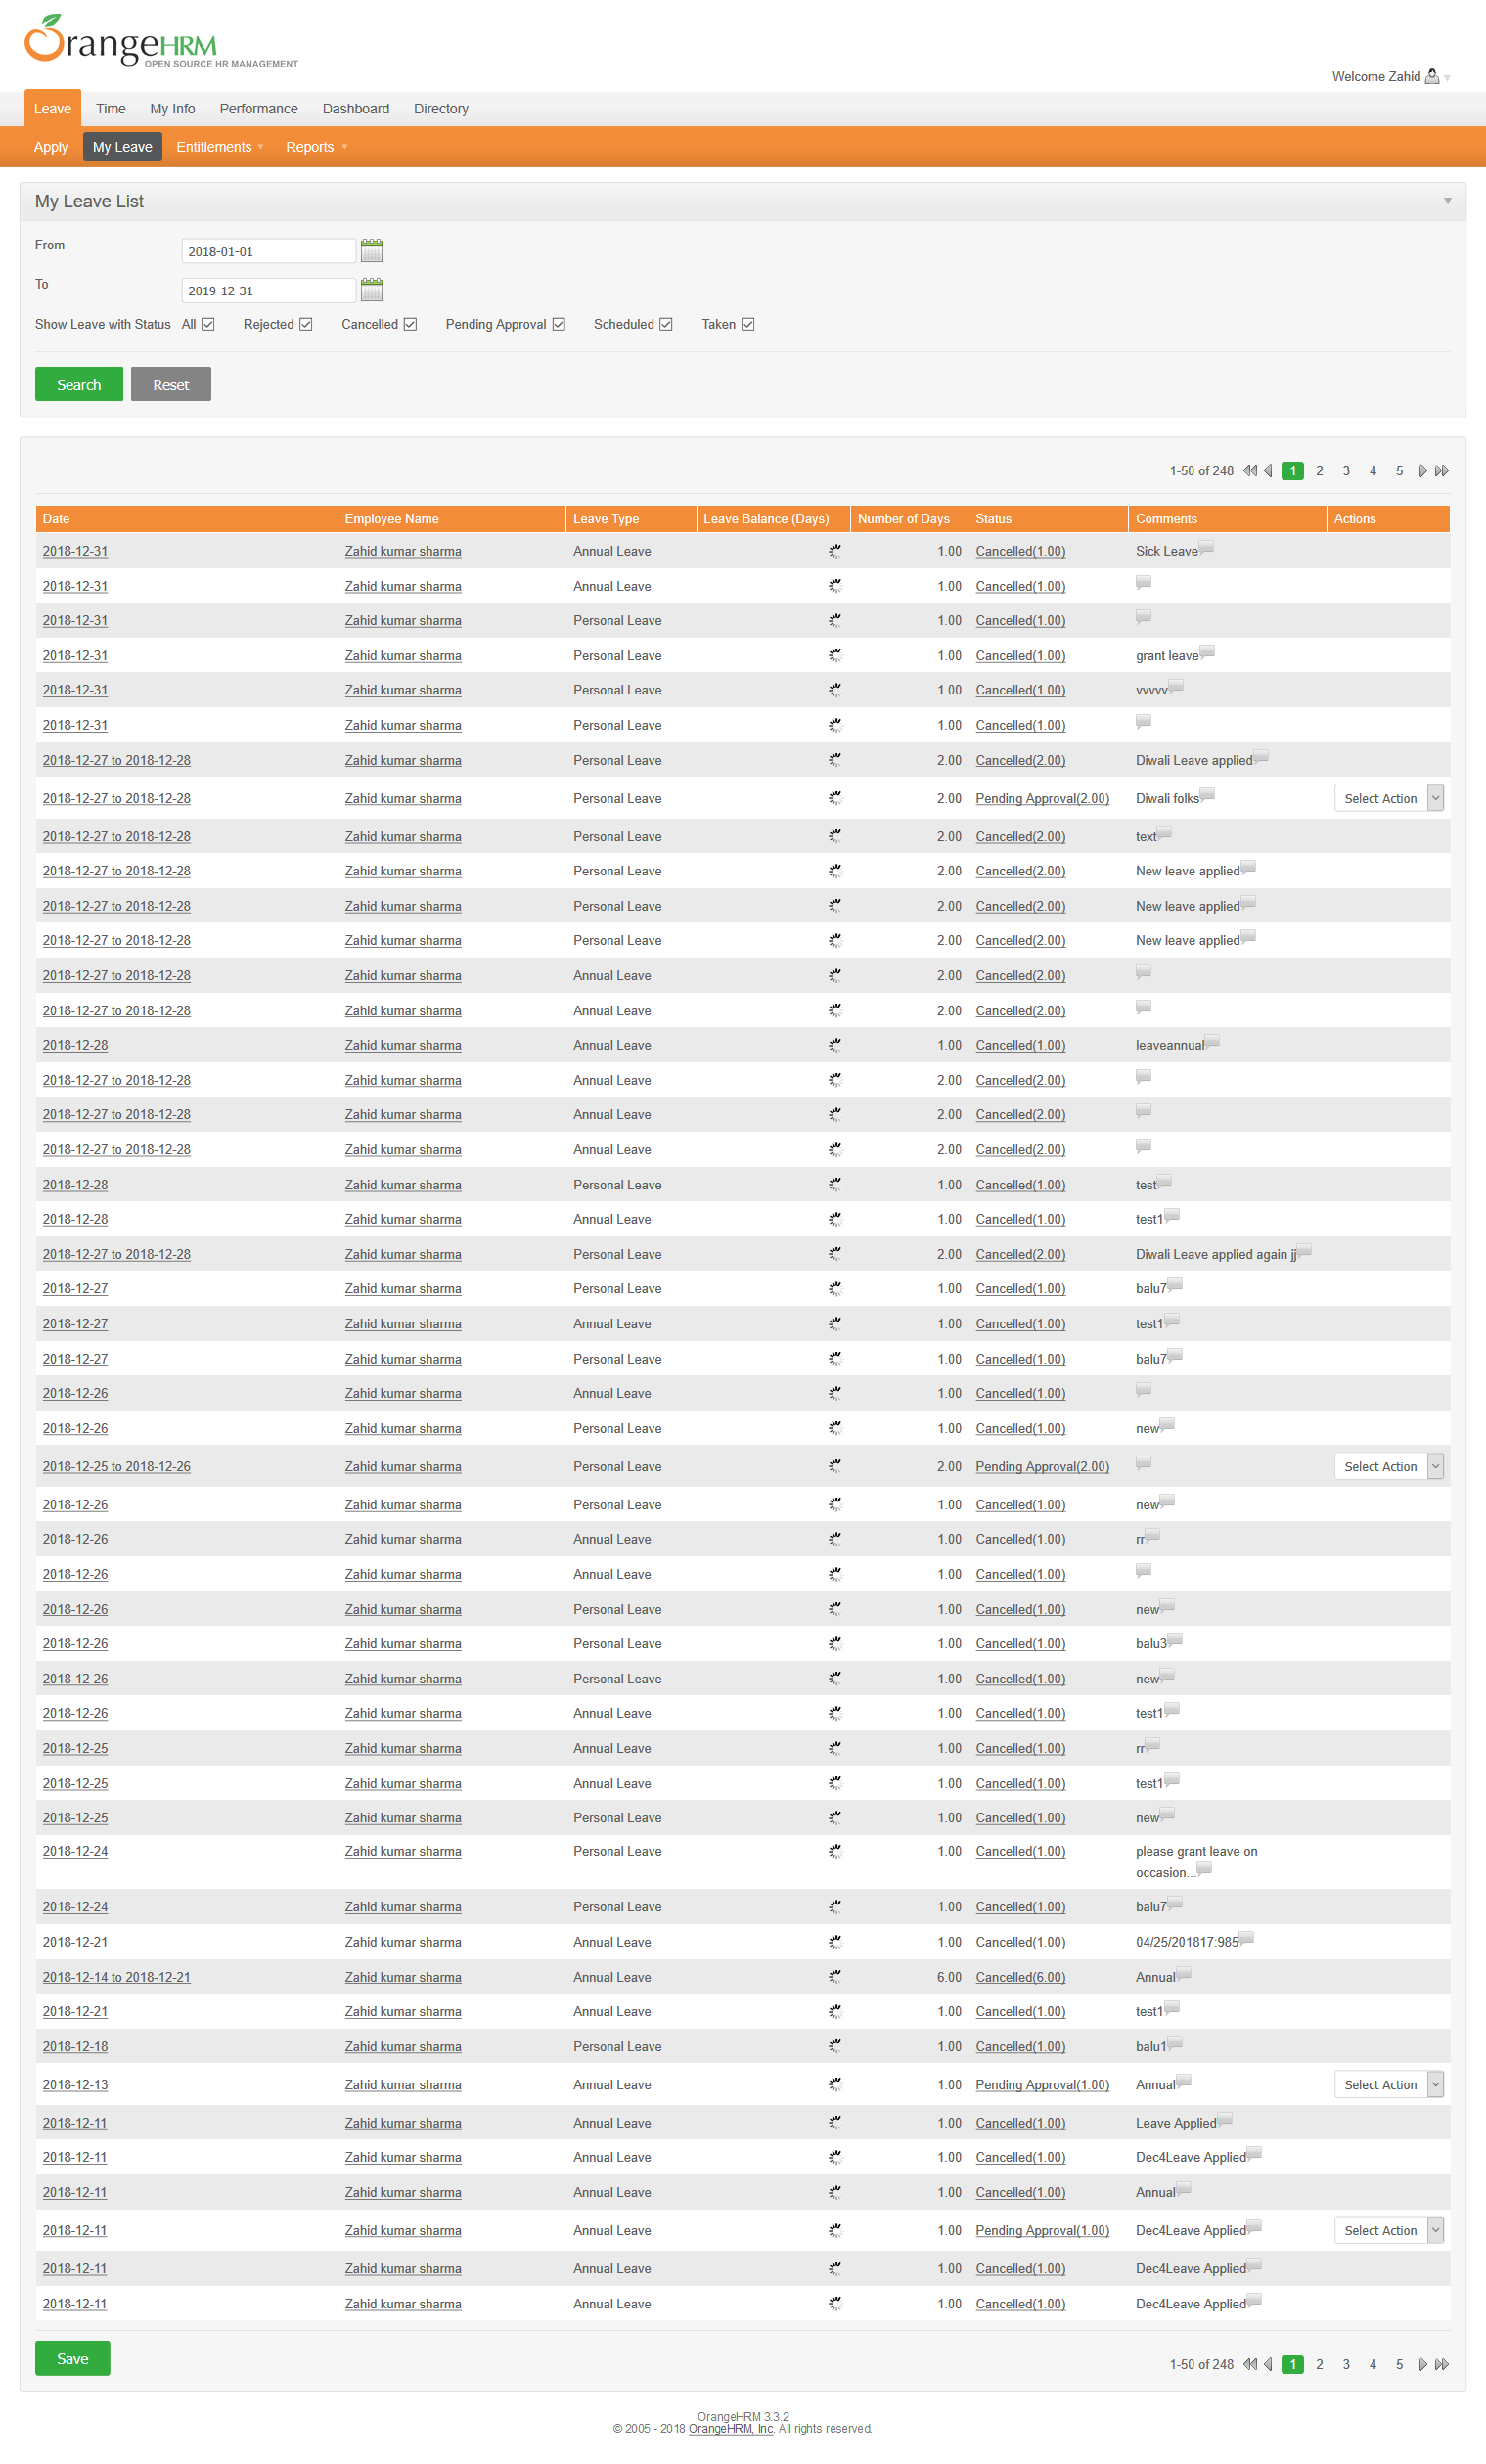 OrangeHRM
OPEN SOURCE HR MANAGEMENT
Welcome Zahid
Leave Time My Info Performance Dashboard Directory
Apply My Leave Entitlements Reports
My Leave List
From 2018-01-01
To 2019-12-31
Show Leave with Status All Rejected Cancelled Pending Approval Scheduled Taken
Search Reset
1-50 of 248 1 2 3 4 5
Date Employee Name Leave Type Leave Balance (Days) Number of Days Status Comments Actions
2018-12-31 Zahid kumar sharma Annual Leave 1.00 Cancelled(1.00) Sick Leave
2018-12-31 Zahid kumar sharma Annual Leave 1.00 Cancelled(1.00)
2018-12-31 Zahid kumar sharma Personal Leave 1.00 Cancelled(1.00)
2018-12-31 Zahid kumar sharma Personal Leave 1.00 Cancelled(1.00) grant leave
2018-12-31 Zahid kumar sharma Personal Leave 1.00 Cancelled(1.00) vvvvv
2018-12-31 Zahid kumar sharma Personal Leave 1.00 Cancelled(1.00)
2018-12-27 to 2018-12-28 Zahid kumar sharma Personal Leave 2.00 Cancelled(2.00) Diwali Leave applied
2018-12-27 to 2018-12-28 Zahid kumar sharma Personal Leave 2.00 Pending Approval(2.00) Diwali folks Select Action
2018-12-27 to 2018-12-28 Zahid kumar sharma Personal Leave 2.00 Cancelled(2.00) text
2018-12-27 to 2018-12-28 Zahid kumar sharma Personal Leave 2.00 Cancelled(2.00) New leave applied
2018-12-27 to 2018-12-28 Zahid kumar sharma Personal Leave 2.00 Cancelled(2.00) New leave applied
2018-12-27 to 2018-12-28 Zahid kumar sharma Personal Leave 2.00 Cancelled(2.00) New leave applied
2018-12-27 to 2018-12-28 Zahid kumar sharma Annual Leave 2.00 Cancelled(2.00)
2018-12-27 to 2018-12-28 Zahid kumar sharma Annual Leave 2.00 Cancelled(2.00)
2018-12-28 Zahid kumar sharma Annual Leave 1.00 Cancelled(1.00) leaveannual
2018-12-27 to 2018-12-28 Zahid kumar sharma Annual Leave 2.00 Cancelled(2.00)
2018-12-27 to 2018-12-28 Zahid kumar sharma Annual Leave 2.00 Cancelled(2.00)
2018-12-27 to 2018-12-28 Zahid kumar sharma Annual Leave 2.00 Cancelled(2.00)
2018-12-28 Zahid kumar sharma Personal Leave 1.00 Cancelled(1.00) test
2018-12-28 Zahid kumar sharma Annual Leave 1.00 Cancelled(1.00) test1
2018-12-27 to 2018-12-28 Zahid kumar sharma Personal Leave 2.00 Cancelled(2.00) Diwali Leave applied again jj
2018-12-27 Zahid kumar sharma Personal Leave 1.00 Cancelled(1.00) balu7
2018-12-27 Zahid kumar sharma Annual Leave 1.00 Cancelled(1.00) test1
2018-12-27 Zahid kumar sharma Personal Leave 1.00 Cancelled(1.00) balu7
2018-12-26 Zahid kumar sharma Annual Leave 1.00 Cancelled(1.00)
2018-12-26 Zahid kumar sharma Personal Leave 1.00 Cancelled(1.00) new
2018-12-25 to 2018-12-26 Zahid kumar sharma Personal Leave 2.00 Pending Approval(2.00) Select Action
2018-12-26 Zahid kumar sharma Personal Leave 1.00 Cancelled(1.00) new
2018-12-26 Zahid kumar sharma Annual Leave 1.00 Cancelled(1.00) rr
2018-12-26 Zahid kumar sharma Annual Leave 1.00 Cancelled(1.00)
2018-12-26 Zahid kumar sharma Personal Leave 1.00 Cancelled(1.00) new
2018-12-26 Zahid kumar sharma Personal Leave 1.00 Cancelled(1.00) balu3
2018-12-26 Zahid kumar sharma Personal Leave 1.00 Cancelled(1.00) new
2018-12-26 Zahid kumar sharma Annual Leave 1.00 Cancelled(1.00) test1
2018-12-25 Zahid kumar sharma Annual Leave 1.00 Cancelled(1.00) rr
2018-12-25 Zahid kumar sharma Annual Leave 1.00 Cancelled(1.00) test1
2018-12-25 Zahid kumar sharma Personal Leave 1.00 Cancelled(1.00) new
2018-12-24 Zahid kumar sharma Personal Leave 1.00 Cancelled(1.00) please grant leave on
occasion...
2018-12-24 Zahid kumar sharma Personal Leave 1.00 Cancelled(1.00) balu7
2018-12-21 Zahid kumar sharma Annual Leave 1.00 Cancelled(1.00) 04/25/201817:985
2018-12-14 to 2018-12-21 Zahid kumar sharma Annual Leave 6.00 Cancelled(6.00) Annual
2018-12-21 Zahid kumar sharma Annual Leave 1.00 Cancelled(1.00) test1
2018-12-18 Zahid kumar sharma Personal Leave 1.00 Cancelled(1.00) balu1
2018-12-13 Zahid kumar sharma Annual Leave 1.00 Pending Approval(1.00) Annual Select Action
2018-12-11 Zahid kumar sharma Annual Leave 1.00 Cancelled(1.00) Leave Applied
2018-12-11 Zahid kumar sharma Annual Leave 1.00 Cancelled(1.00) Dec4Leave Applied
2018-12-11 Zahid kumar sharma Annual Leave 1.00 Cancelled(1.00) Annual
2018-12-11 Zahid kumar sharma Annual Leave 1.00 Pending Approval(1.00) Dec4Leave Applied Select Action
2018-12-11 Zahid kumar sharma Annual Leave 1.00 Cancelled(1.00) Dec4Leave Applied
2018-12-11 Zahid kumar sharma Annual Leave 1.00 Cancelled(1.00) Dec4Leave Applied
Save
1-50 of 248 1 2 3 4 5
OrangeHRM 3.3.2
© 2005 - 2018 OrangeHRM, Inc. All rights reserved.